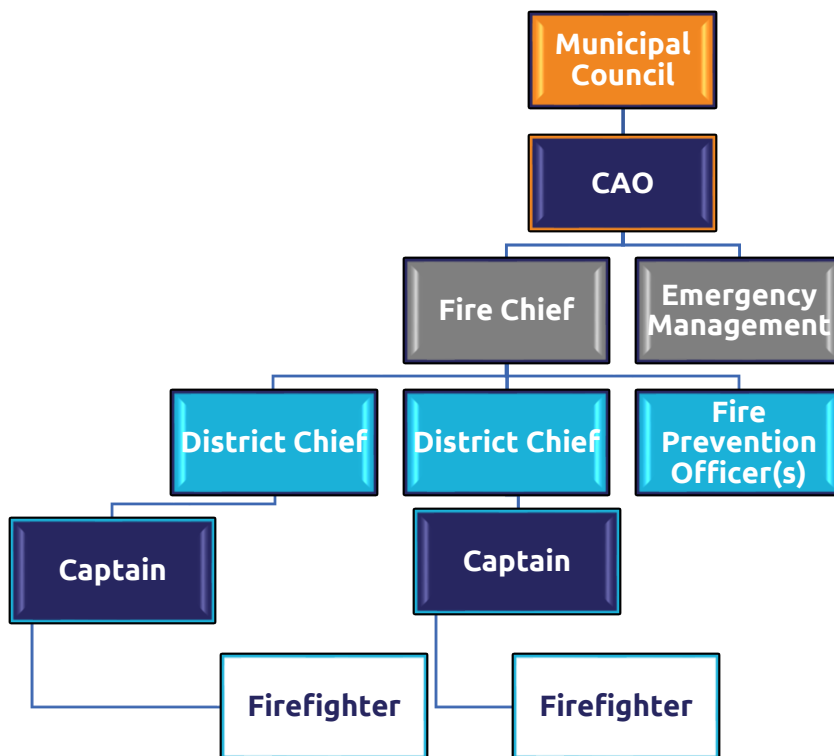 Municipal
Council
CAO
Fire Chief
Emergency
Management
District Chief
District Chief
Fire
Prevention
Officer(s)
Captain
Captain
Firefighter
Firefighter